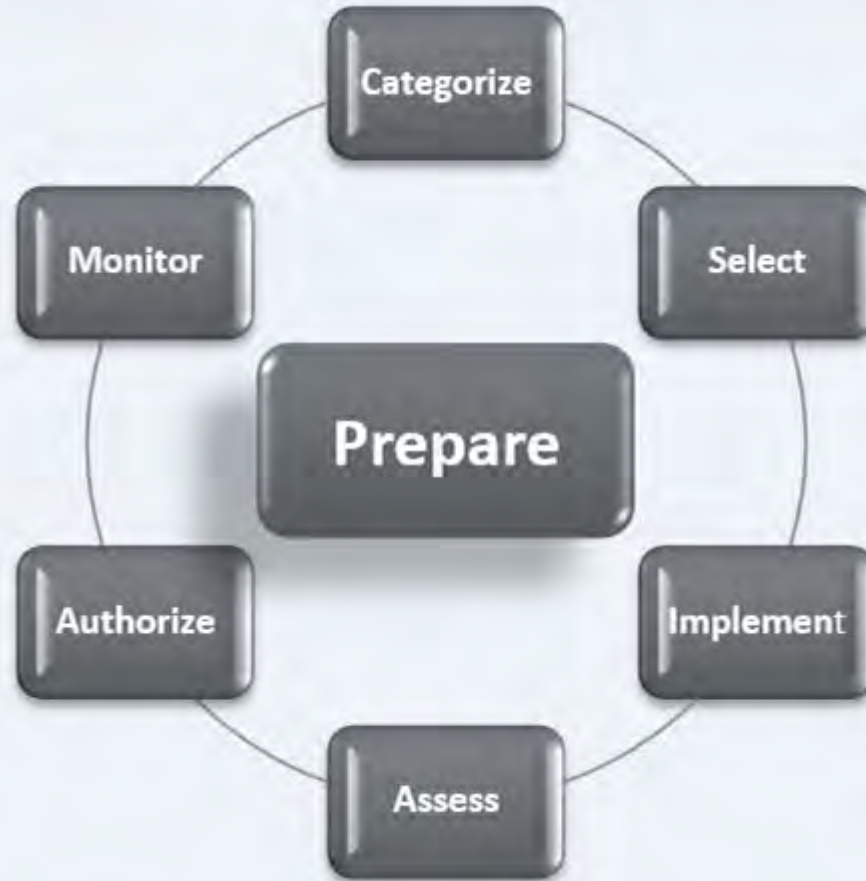 Categorize
Select
Implement
Assess
Authorize
Monitor
Prepare